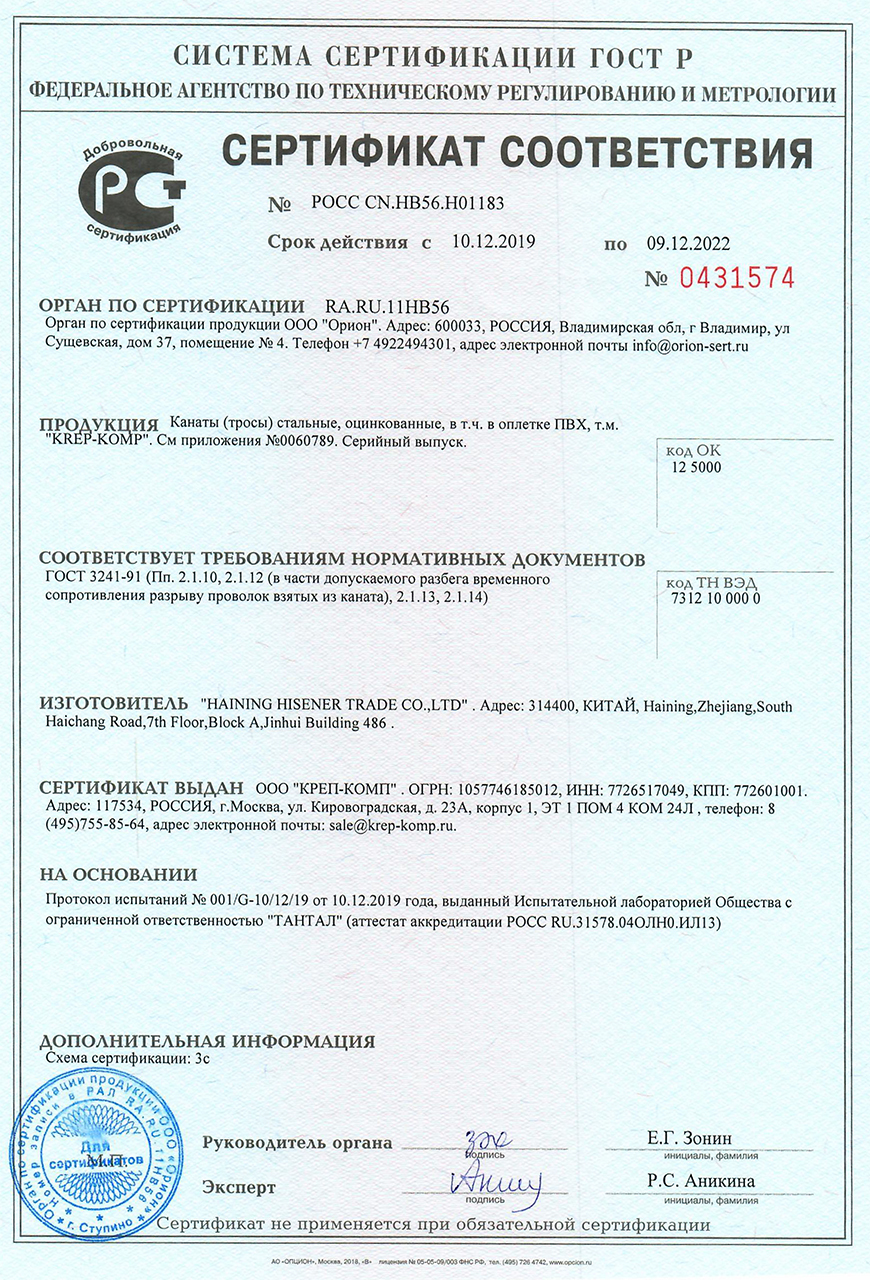 СИСТЕМА СЕРТИФИКАЦИИ ГОСТ Р
ФЕДЕРАЛЬНОЕ АГЕНТСТВО ПО ТЕХНИЧЕСКОМУ РЕГУЛИРОВАНИЮ И МЕТРОЛОГИИ
Добровольная
РСТ
сертификация
СЕРТИФИКАТ СООТВЕТСТВИЯ
№ РОСС CN.НВ56.Н01183
Срок действия с 10.12.2019 по 09.12.2022
№ 0431574
ОРГАН ПО СЕРТИФИКАЦИИ RA.RU.11НВ56
Орган по сертификации продукции ООО "Орион". Адрес: 600033, РОССИЯ, Владимирская обл, г Владимир, ул
Сущевская, дом 37, помещение № 4. Телефон +7 4922494301, адрес электронной почты info@orion-sert.ru
ПРОДУКЦИЯ Канаты (тросы) стальные, оцинкованные, в т.ч. в оплетке ПВХ, т.м.
"KREP-KOMP". См приложения №0060789. Серийный выпуск.
код ОК
12 5000
СООТВЕТСТВУЕТ ТРЕБОВАНИЯМ НОРМАТИВНЫХ ДОКУМЕНТОВ
ГОСТ 3241-91 (Пп. 2.1.10, 2.1.12 (в части допускаемого разбега временного
сопротивления разрыву проволок взятых из каната), 2.1.13, 2.1.14)
код ТН ВЭД
7312 10 000 0
ИЗГОТОВИТЕЛЬ "HAINING HISENER TRADE CO.,LTD" . Адрес: 314400, КИТАЙ, Haining,Zhejiang,South
Haichang Road,7th Floor,Block A,Jinhui Building 486 .
СЕРТИФИКАТ ВЫДАН ООО "КРЕП-КОМП" . ОГРН: 1057746185012, ИНН: 7726517049, КПП: 772601001.
Адрес: 117534, РОССИЯ, г.Москва, ул. Кировоградская, д. 23А, корпус 1, ЭТ 1 ПОМ 4 КОМ 24Л , телефон: 8
(495)755-85-64, адрес электронной почты: sale@krep-komp.ru.
НА ОСНОВАНИИ
Протокол испытаний № 001/G-10/12/19 от 10.12.2019 года, выданный Испытательной лабораторией Общества с
ограниченной ответственностью "ТАНТАЛ" (аттестат аккредитации РОСС RU.31578.04ОЛН0.ИЛ13)
ДОПОЛНИТЕЛЬНАЯ ИНФОРМАЦИЯ
Схема сертификации: 3с
Орган по сертификации продукции ООО «Орион»
Номер записи в РАЛ RA.RU.11НВ56
Для
сертификатов
М.П.
г. Ступино
Руководитель органа
подпись
Е.Г. Зонин
инициалы, фамилия
Эксперт
подпись
Р.С. Аникина
инициалы, фамилия
Сертификат не применяется при обязательной сертификации
АО «ОПЦИОН», Москва, 2018, «В» лицензия № 05-05-09/003 ФНС РФ, тел. (495) 726 4742, www.opcion.ru